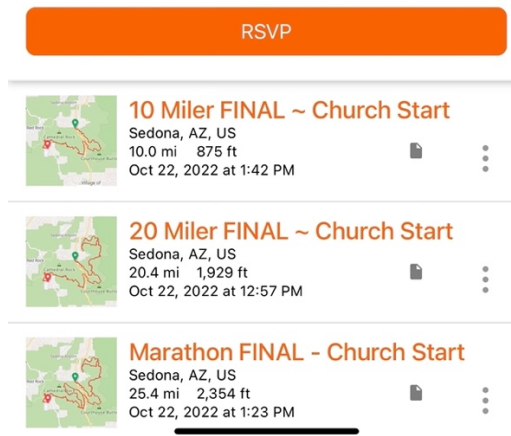 RSVP
10 Miler FINAL ~ Church Start
Sedona, AZ, US
10.0 mi 875 ft
Oct 22, 2022 at 1:42 PM
20 Miler FINAL ~ Church Start
Sedona, AZ, US
20.4 mi 1,929 ft
Oct 22, 2022 at 12:57 PM
Marathon FINAL - Church Start
Sedona, AZ, US
25.4 mi 2,354 ft
Oct 22, 2022 at 1:23 PM